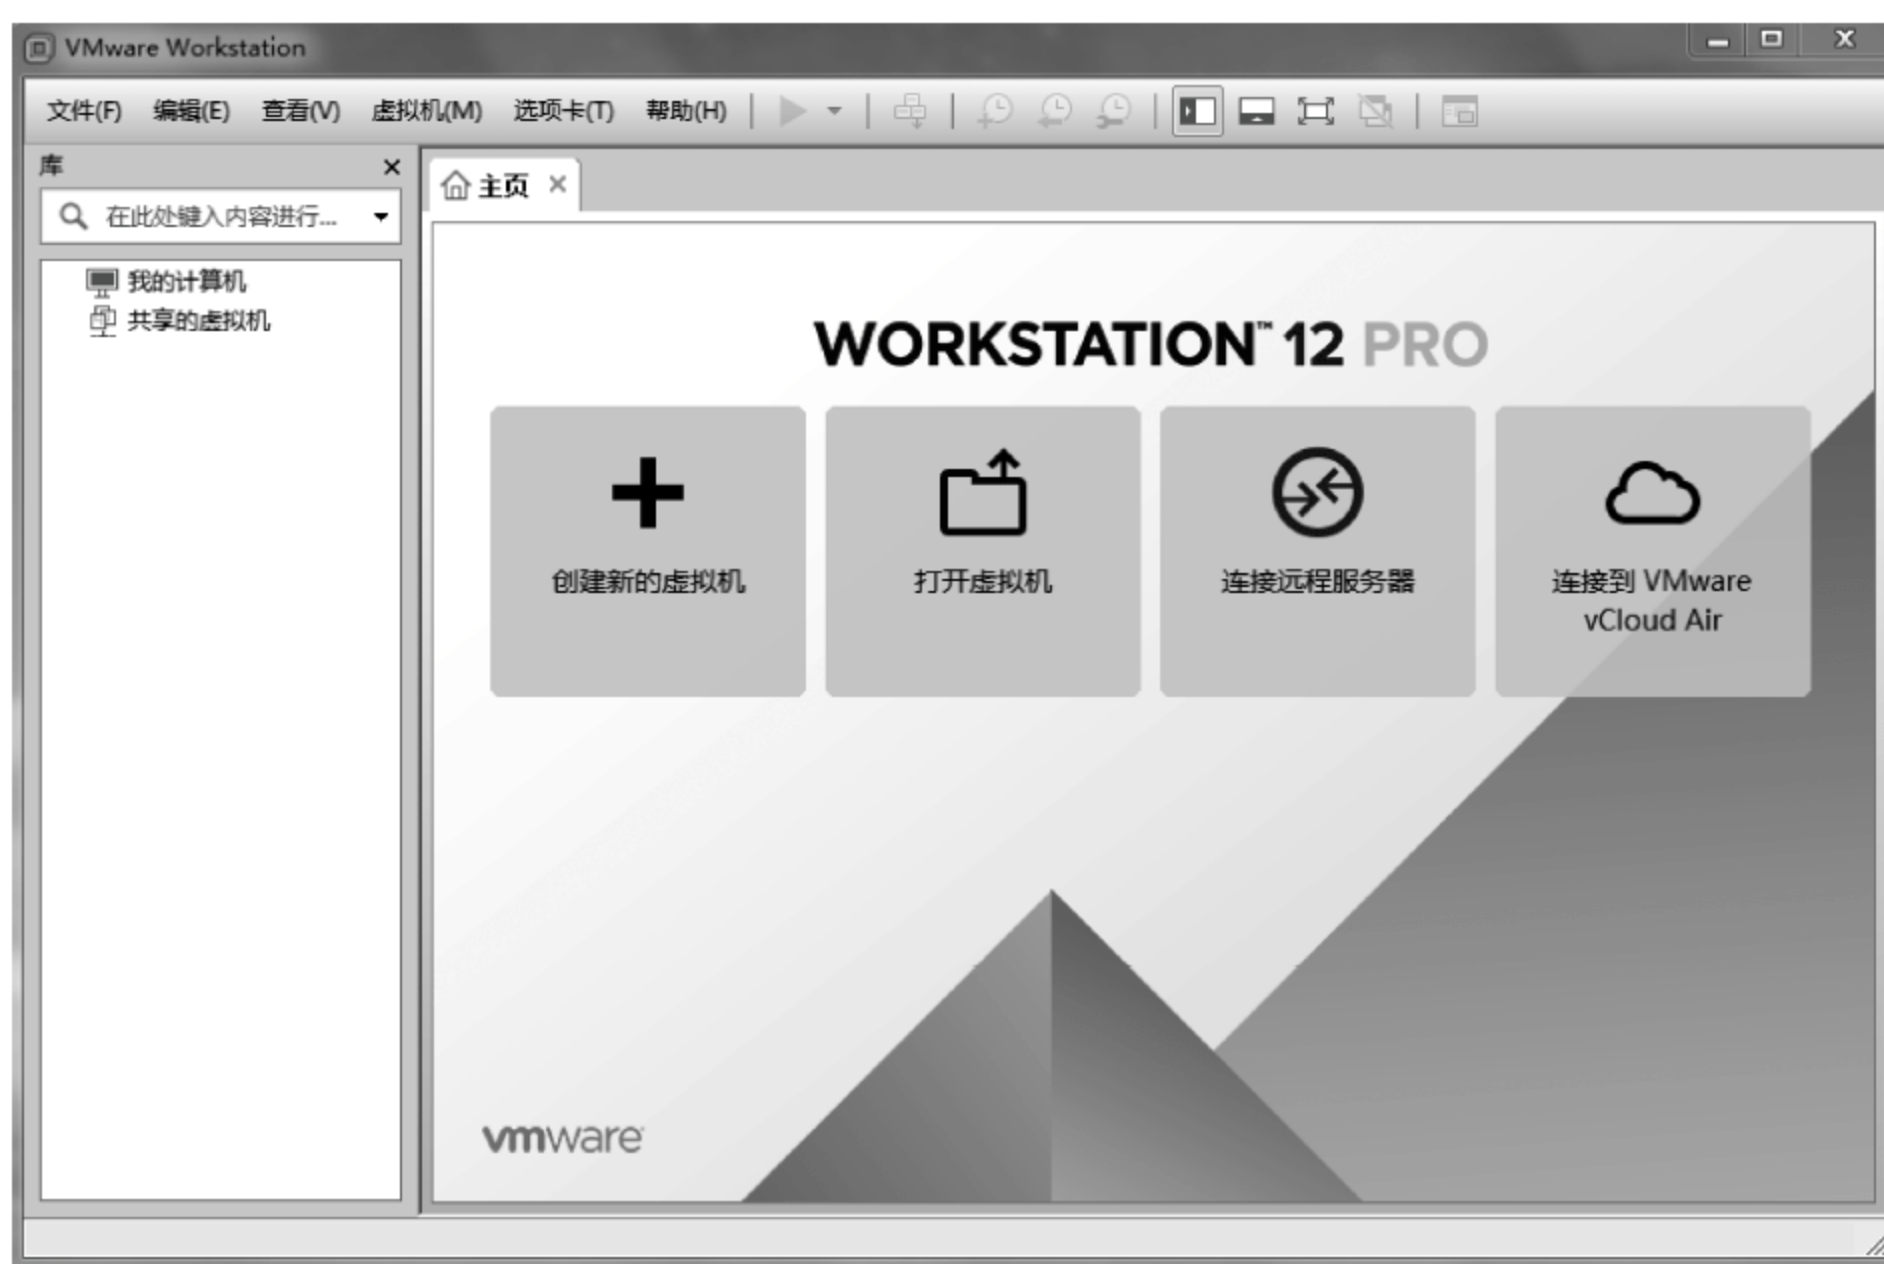 VMware Workstation
文件(F) 编辑(E) 查看(V) 虚拟机(M) 选项卡(T) 帮助(H)
库
在此处键入内容进行...
我的计算机
共享的虚拟机
主页
WORKSTATION™ 12 PRO
创建新的虚拟机
打开虚拟机
连接远程服务器
连接到 VMware
vCloud Air
vmware